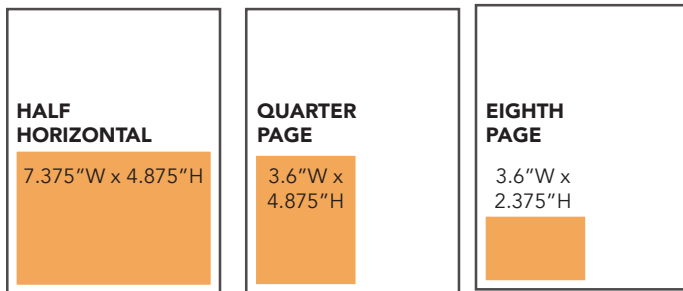 HALF
HORIZONTAL
7.375"W x 4.875"H
QUARTER
PAGE
3.6"W x
4.875"H
EIGHTH
PAGE
3.6"W x
2.375"H